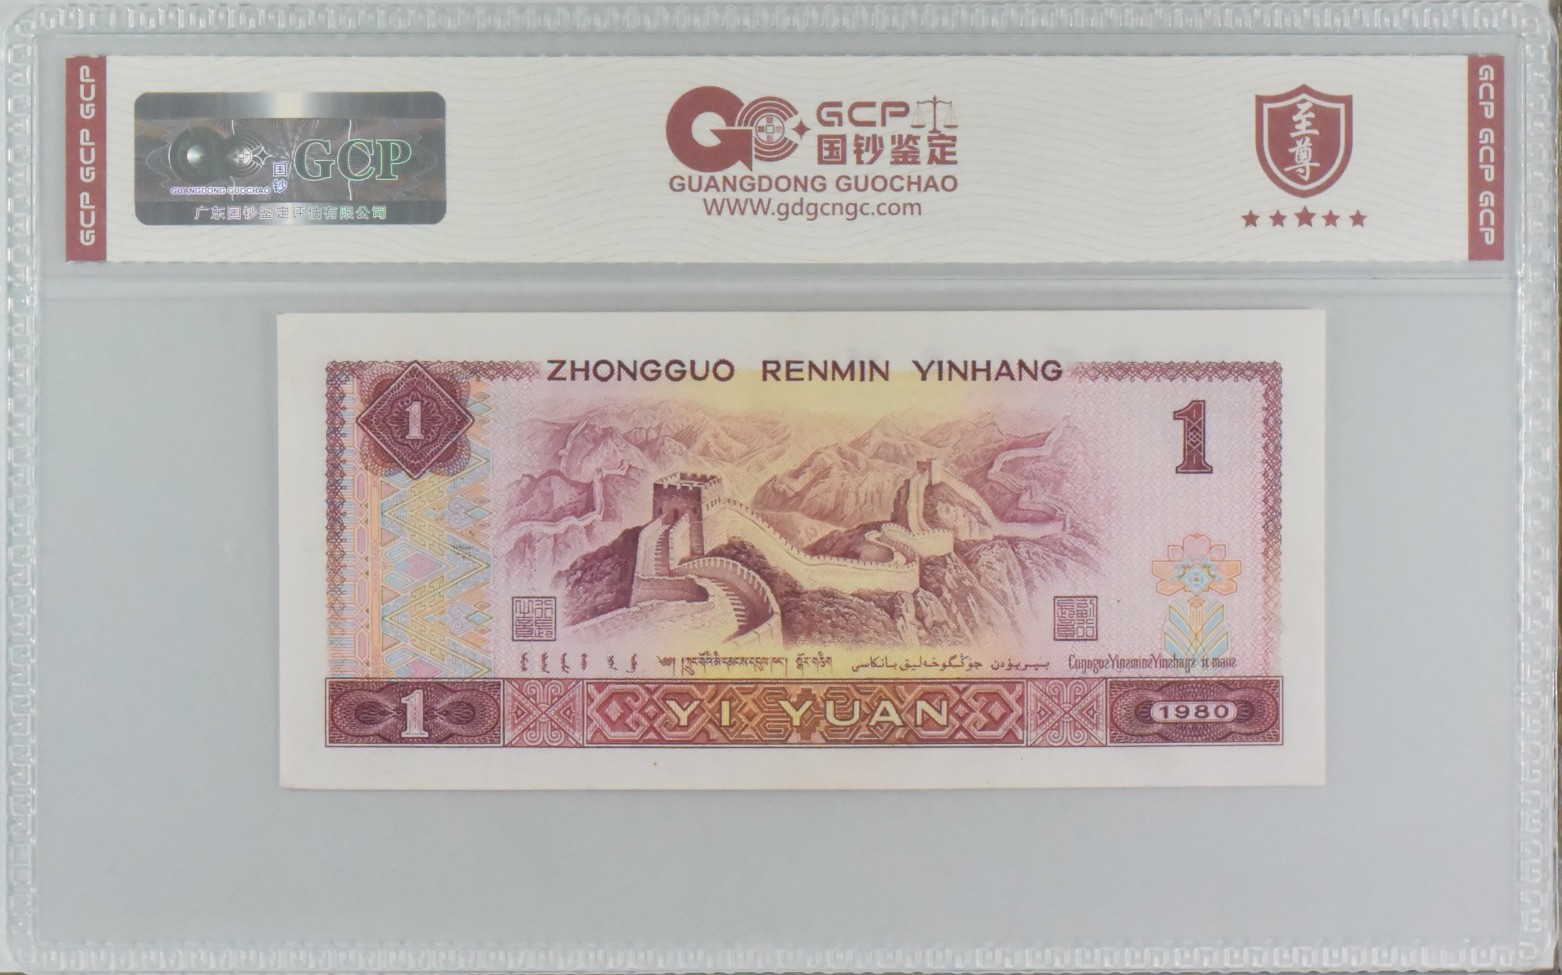 GCP GCP GCP
国钞
GCP
GUANGDONG GUOCHAO
广东国钞鉴定评估有限公司
GCP
国钞鉴定
GUANGDONG GUOCHAO
WWW.gdgcngc.com
至尊
GCP GCP GCP
ZHONGGUO RENMIN YINHANG
1
1
1
YI YUAN
1980